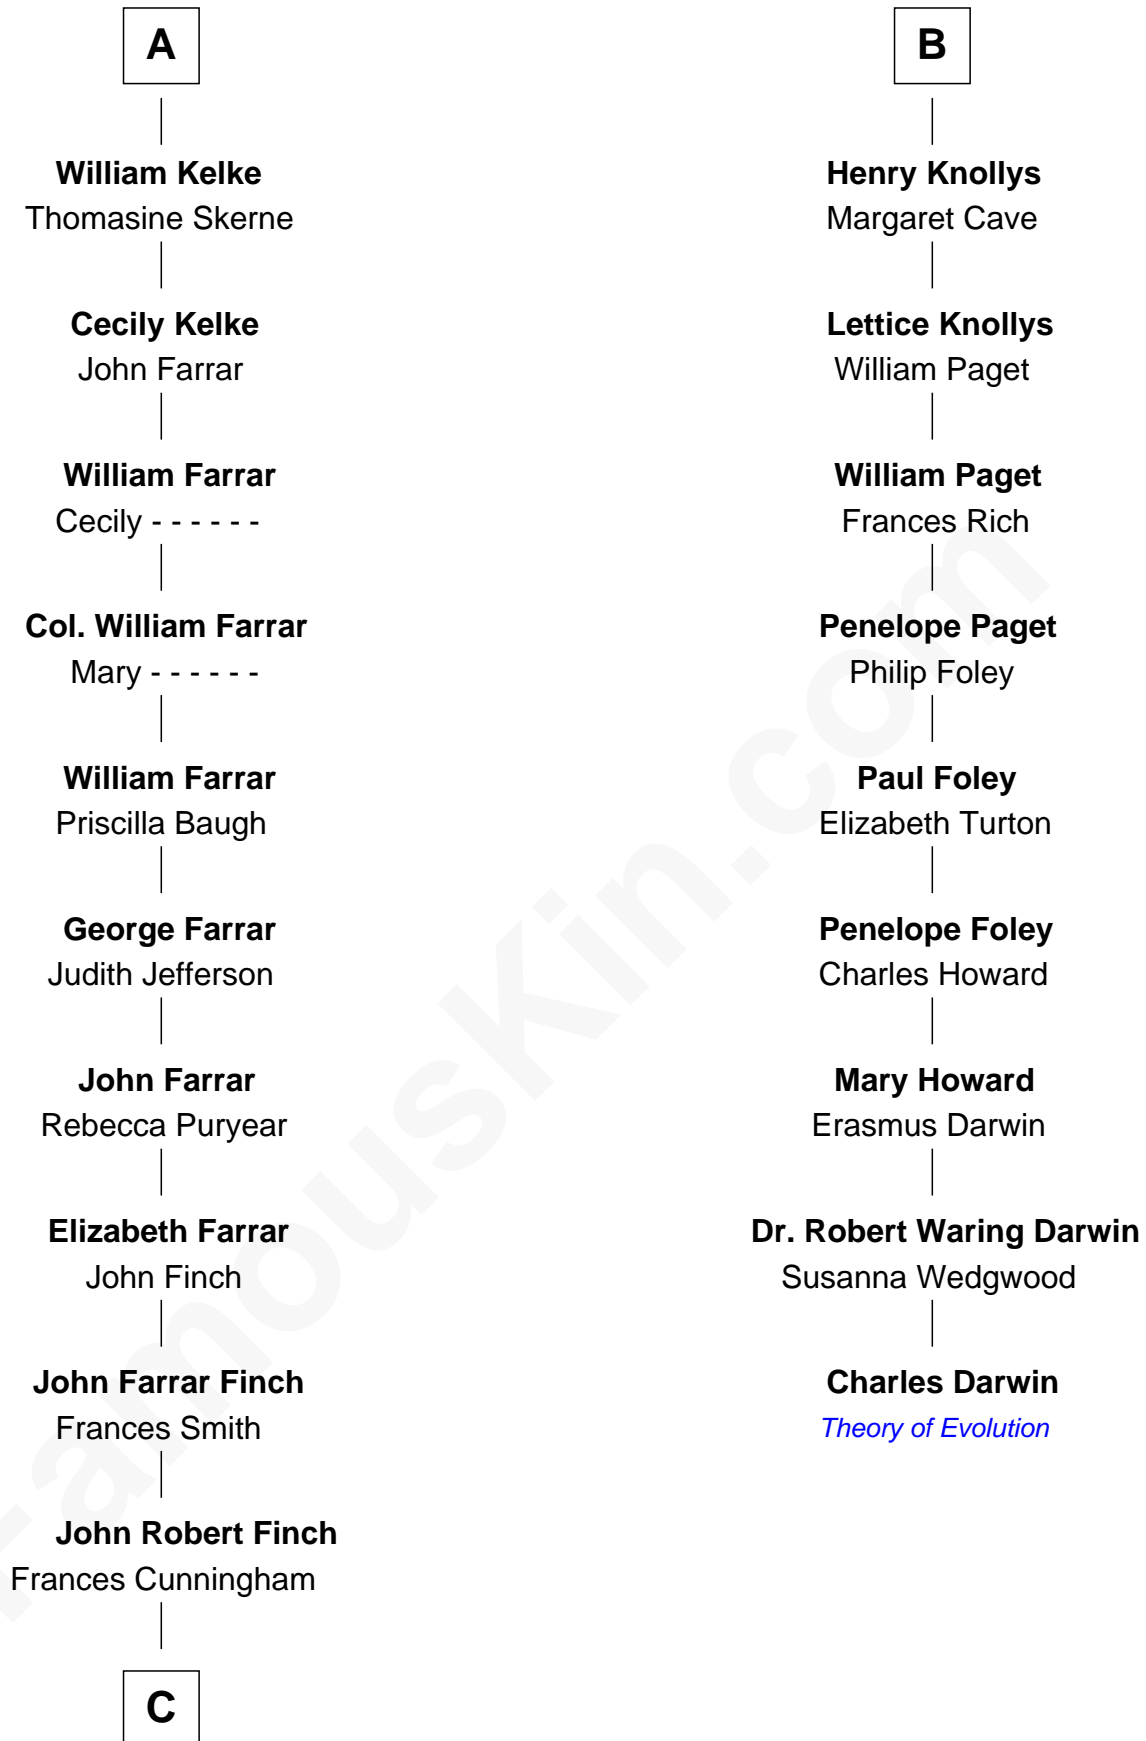 A
William Kelke
Thomasine Skerne
Cecily Kelke
John Farrar
William Farrar
Cecily - - - - - -
Col. William Farrar
Mary - - - - - -
William Farrar
Priscilla Baugh
George Farrar
Judith Jefferson
John Farrar
Rebecca Puryear
Elizabeth Farrar
John Finch
John Farrar Finch
Frances Smith
John Robert Finch
Frances Cunningham
C
B
Henry Knollys
Margaret Cave
Lettice Knollys
William Paget
William Paget
Frances Rich
Penelope Paget
Philip Foley
Paul Foley
Elizabeth Turton
Penelope Foley
Charles Howard
Mary Howard
Erasmus Darwin
Dr. Robert Waring Darwin
Susanna Wedgwood
Charles Darwin
Theory of Evolution
FamousKin.com